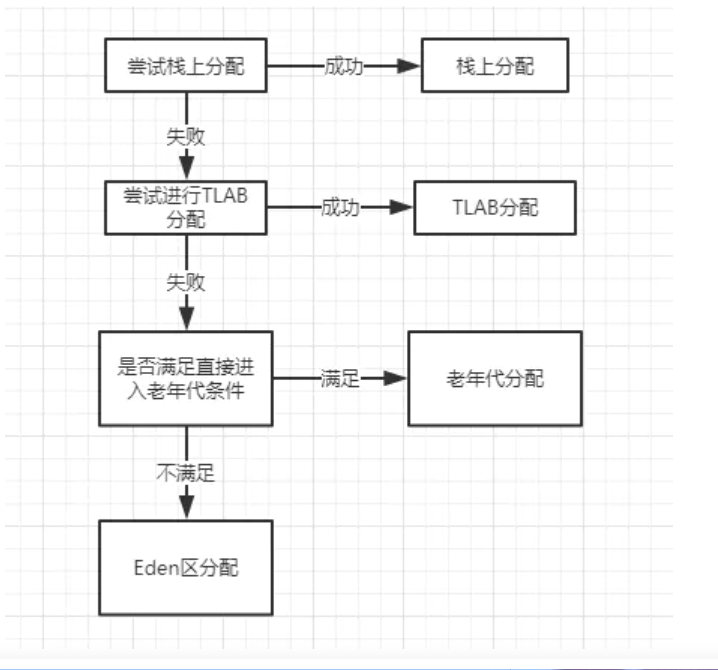 尝试栈上分配
成功
栈上分配
失败
尝试进行TLAB
分配
成功
TLAB分配
失败
是否满足直接进
入老年代条件
满足
老年代分配
不满足
Eden区分配